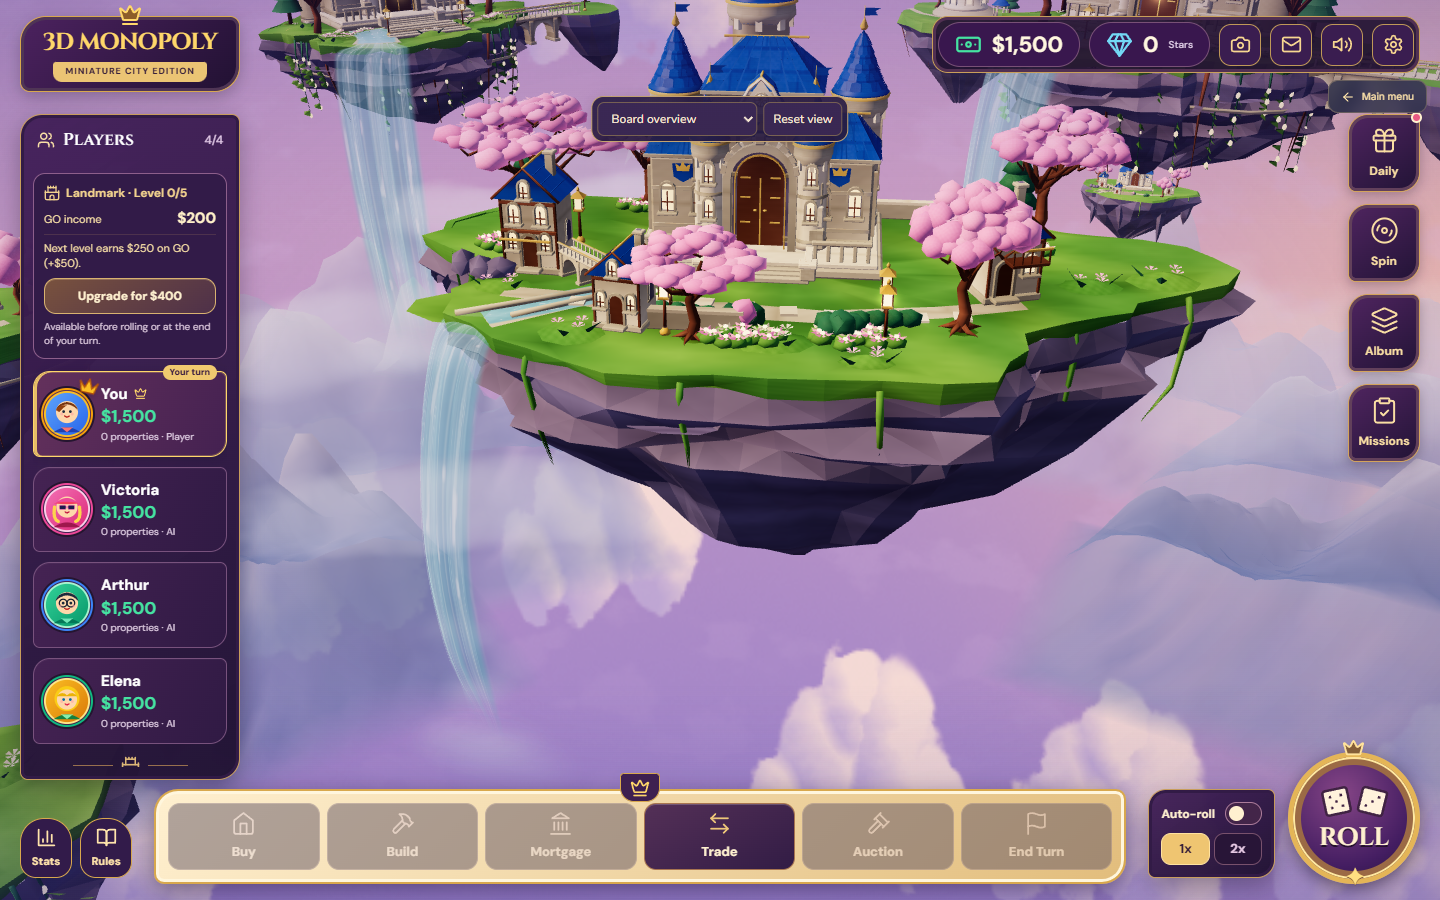 3D MONOPOLY
MINIATURE CITY EDITION
PLAYERS
4/4
Landmark · Level 0/5
GO income $200
Next level earns $250 on GO
(+$50).
Upgrade for $400
Available before rolling or at the end
of your turn.
Your turn
You
$1,500
0 properties · Player
Victoria
$1,500
0 properties · AI
Arthur
$1,500
0 properties · AI
Elena
$1,500
0 properties · AI
Stats
Rules
Board overview
Reset view
$1,500
0 Stars
Main menu
Daily
Spin
Album
Missions
Buy
Build
Mortgage
Trade
Auction
End Turn
Auto-roll
1x
2x
ROLL